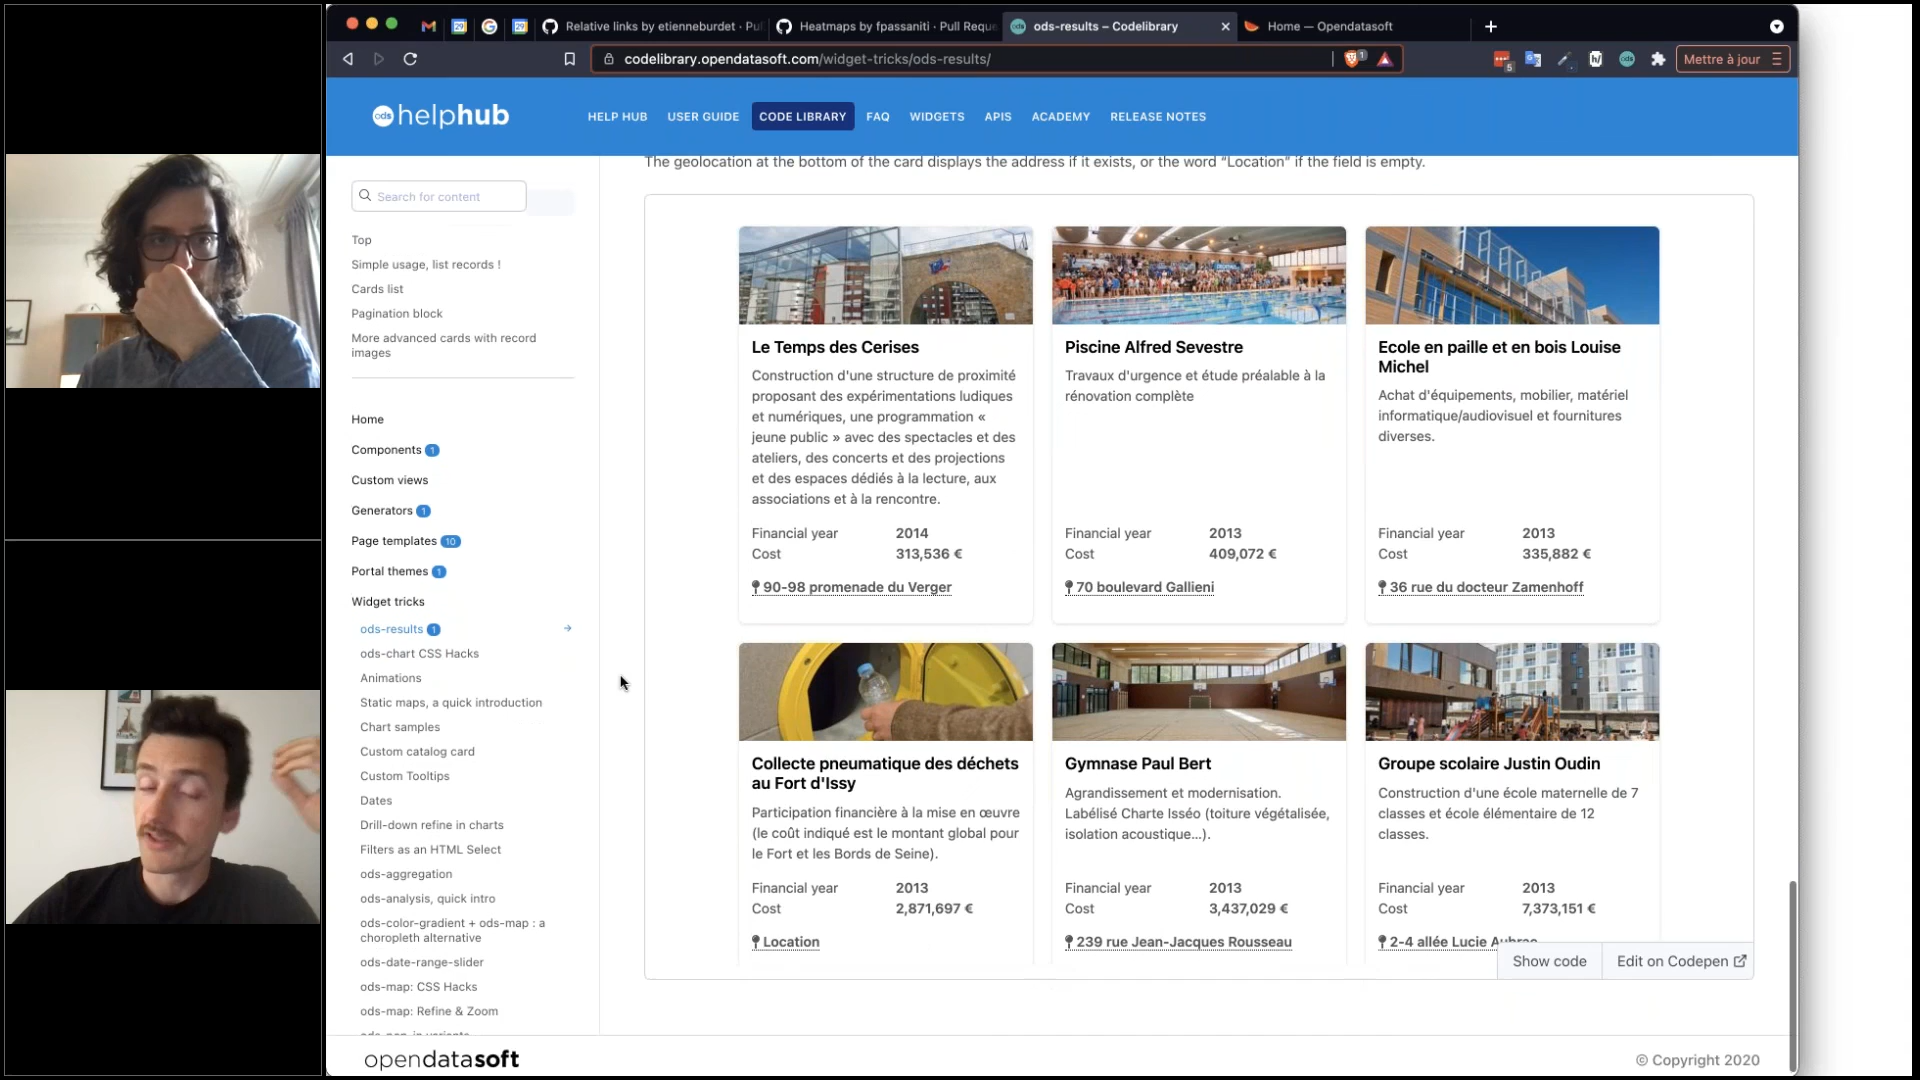 Relative links by etienneburdet · Pul
Heatmaps by fpassaniti · Pull Reque
ods-results – Codelibrary
Home — Opendatasoft
codelibrary.opendatasoft.com/widget-tricks/ods-results/
1
5
Mettre à jour
ods helphub
HELP HUB
USER GUIDE
CODE LIBRARY
FAQ
WIDGETS
APIS
ACADEMY
RELEASE NOTES
Search for content
Top
Simple usage, list records !
Cards list
Pagination block
More advanced cards with record
images
Home
Components 1
Custom views
Generators 1
Page templates 10
Portal themes 1
Widget tricks
ods-results 1
ods-chart CSS Hacks
Animations
Static maps, a quick introduction
Chart samples
Custom catalog card
Custom Tooltips
Dates
Drill-down refine in charts
Filters as an HTML Select
ods-aggregation
ods-analysis, quick intro
ods-color-gradient + ods-map : a
choropleth alternative
ods-date-range-slider
ods-map: CSS Hacks
ods-map: Refine & Zoom
The geolocation at the bottom of the card displays the address if it exists, or the word “Location” if the field is empty.
Le Temps des Cerises
Construction d'une structure de proximité
proposant des expérimentations ludiques
et numériques, une programmation «
jeune public » avec des spectacles et des
ateliers, des concerts et des projections
et des espaces dédiés à la lecture, aux
associations et à la rencontre.
Financial year 2014
Cost 313,536 €
90-98 promenade du Verger
Piscine Alfred Sevestre
Travaux d'urgence et étude préalable à la
rénovation complète
Financial year 2013
Cost 409,072 €
70 boulevard Gallieni
Ecole en paille et en bois Louise
Michel
Achat d'équipements, mobilier, matériel
informatique/audiovisuel et fournitures
diverses.
Financial year 2013
Cost 335,882 €
36 rue du docteur Zamenhoff
Collecte pneumatique des déchets
au Fort d'Issy
Participation financière à la mise en œuvre
(le coût indiqué est le montant global pour
le Fort et les Bords de Seine).
Financial year 2013
Cost 2,871,697 €
Location
Gymnase Paul Bert
Agrandissement et modernisation.
Labélisé Charte Isséo (toiture végétalisée,
isolation acoustique...).
Financial year 2013
Cost 3,437,029 €
239 rue Jean-Jacques Rousseau
Groupe scolaire Justin Oudin
Construction d'une école maternelle de 7
classes et école élémentaire de 12
classes.
Financial year 2013
Cost 7,373,151 €
2-4 allée Lucie
Show code
Edit on Codepen
opendatasoft
© Copyright 2020